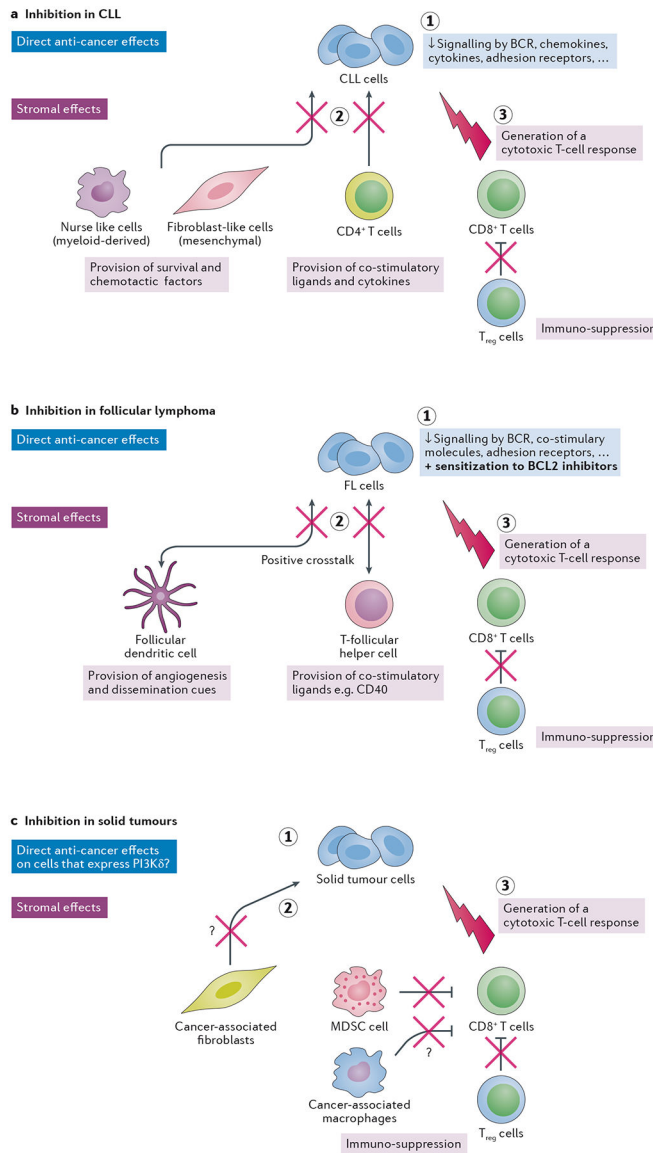 a Inhibition in CLL
Direct anti-cancer effects
1
↓ Signalling by BCR, chemokines,
cytokines, adhesion receptors, ...
CLL cells
Stromal effects
2
3
Generation of a
cytotoxic T-cell response
Nurse like cells
(myeloid-derived)
Fibroblast-like cells
(mesenchymal)
CD4⁺ T cells
CD8⁺ T cells
Provision of survival and
chemotactic factors
Provision of co-stimulatory
ligands and cytokines
Immuno-suppression
Treg cells
b Inhibition in follicular lymphoma
Direct anti-cancer effects
1
↓ Signalling by BCR, co-stimulary
molecules, adhesion receptors, ...
+ sensitization to BCL2 inhibitors
FL cells
Stromal effects
2
3
Generation of a
cytotoxic T-cell response
Positive crosstalk
Follicular
dendritic cell
T-follicular
helper cell
CD8⁺ T cells
Provision of angiogenesis
and dissemination cues
Provision of co-stimulatory
ligands e.g. CD40
Immuno-suppression
Treg cells
c Inhibition in solid tumours
1
Direct anti-cancer effects
on cells that express PI3Kδ?
Solid tumour cells
Stromal effects
2
3
Generation of a
cytotoxic T-cell response
?
Cancer-associated
fibroblasts
MDSC cell
CD8⁺ T cells
?
Cancer-associated
macrophages
Treg cells
Immuno-suppression